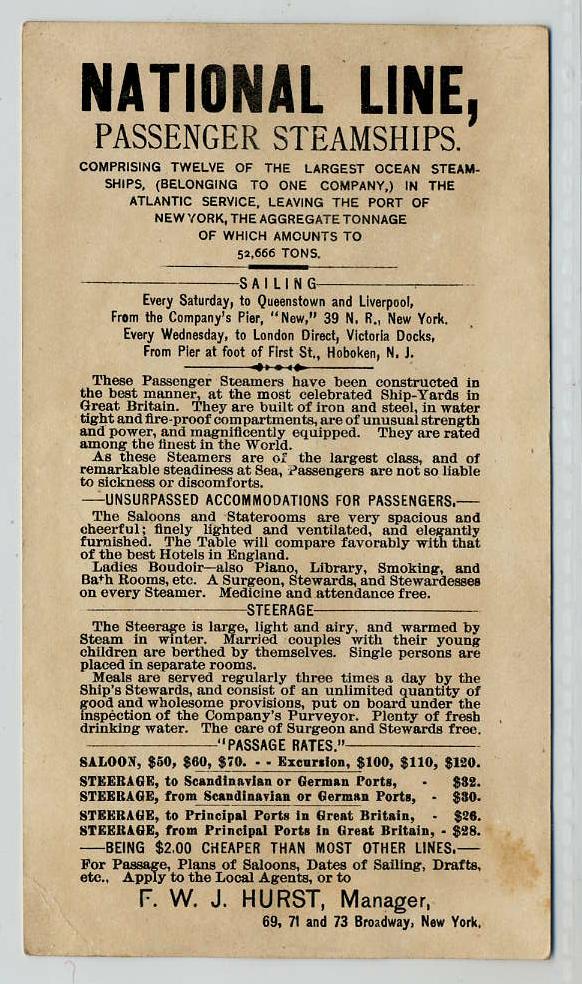 NATIONAL LINE,
PASSENGER STEAMSHIPS.
COMPRISING TWELVE OF THE LARGEST OCEAN STEAM-
SHIPS, (BELONGING TO ONE COMPANY,) IN THE
ATLANTIC SERVICE, LEAVING THE PORT OF
NEW YORK, THE AGGREGATE TONNAGE
OF WHICH AMOUNTS TO
52,666 TONS.
SAILING
Every Saturday, to Queenstown and Liverpool,
From the Company's Pier, "New," 39 N. R., New York.
Every Wednesday, to London Direct, Victoria Docks,
From Pier at foot of First St., Hoboken, N. J.
These Passenger Steamers have been constructed in
the best manner, at the most celebrated Ship-Yards in
Great Britain. They are built of iron and steel, in water
tight and fire-proof compartments, are of unusual strength
and power, and magnificently equipped. They are rated
among the finest in the World.
As these Steamers are of the largest class, and of
remarkable steadiness at Sea, Passengers are not so liable
to sickness or discomforts.
UNSURPASSED ACCOMMODATIONS FOR PASSENGERS.
The Saloons and Staterooms are very spacious and
cheerful; finely lighted and ventilated, and elegantly
furnished. The Table will compare favorably with that
of the best Hotels in England.
Ladies Boudoir—also Piano, Library, Smoking, and
Bath Rooms, etc. A Surgeon, Stewards, and Stewardesses
on every Steamer. Medicine and attendance free.
STEERAGE
The Steerage is large, light and airy, and warmed by
Steam in winter. Married couples with their young
children are berthed by themselves. Single persons are
placed in separate rooms.
Meals are served regularly three times a day by the
Ship's Stewards, and consist of an unlimited quantity of
good and wholesome provisions, put on board under the
inspection of the Company's Purveyor. Plenty of fresh
drinking water. The care of Surgeon and Stewards free.
"PASSAGE RATES."
SALOON, $50, $60, $70. - - Excursion, $100, $110, $120.
STEERAGE, to Scandinavian or German Ports, - $32.
STEERAGE, from Scandinavian or German Ports, - $30.
STEERAGE, to Principal Ports in Great Britain, - $26.
STEERAGE, from Principal Ports in Great Britain, - $28.
BEING $2.00 CHEAPER THAN MOST OTHER LINES.
For Passage, Plans of Saloons, Dates of Sailing, Drafts,
etc., Apply to the Local Agents, or to
F. W. J. HURST, Manager,
69, 71 and 73 Broadway, New York.